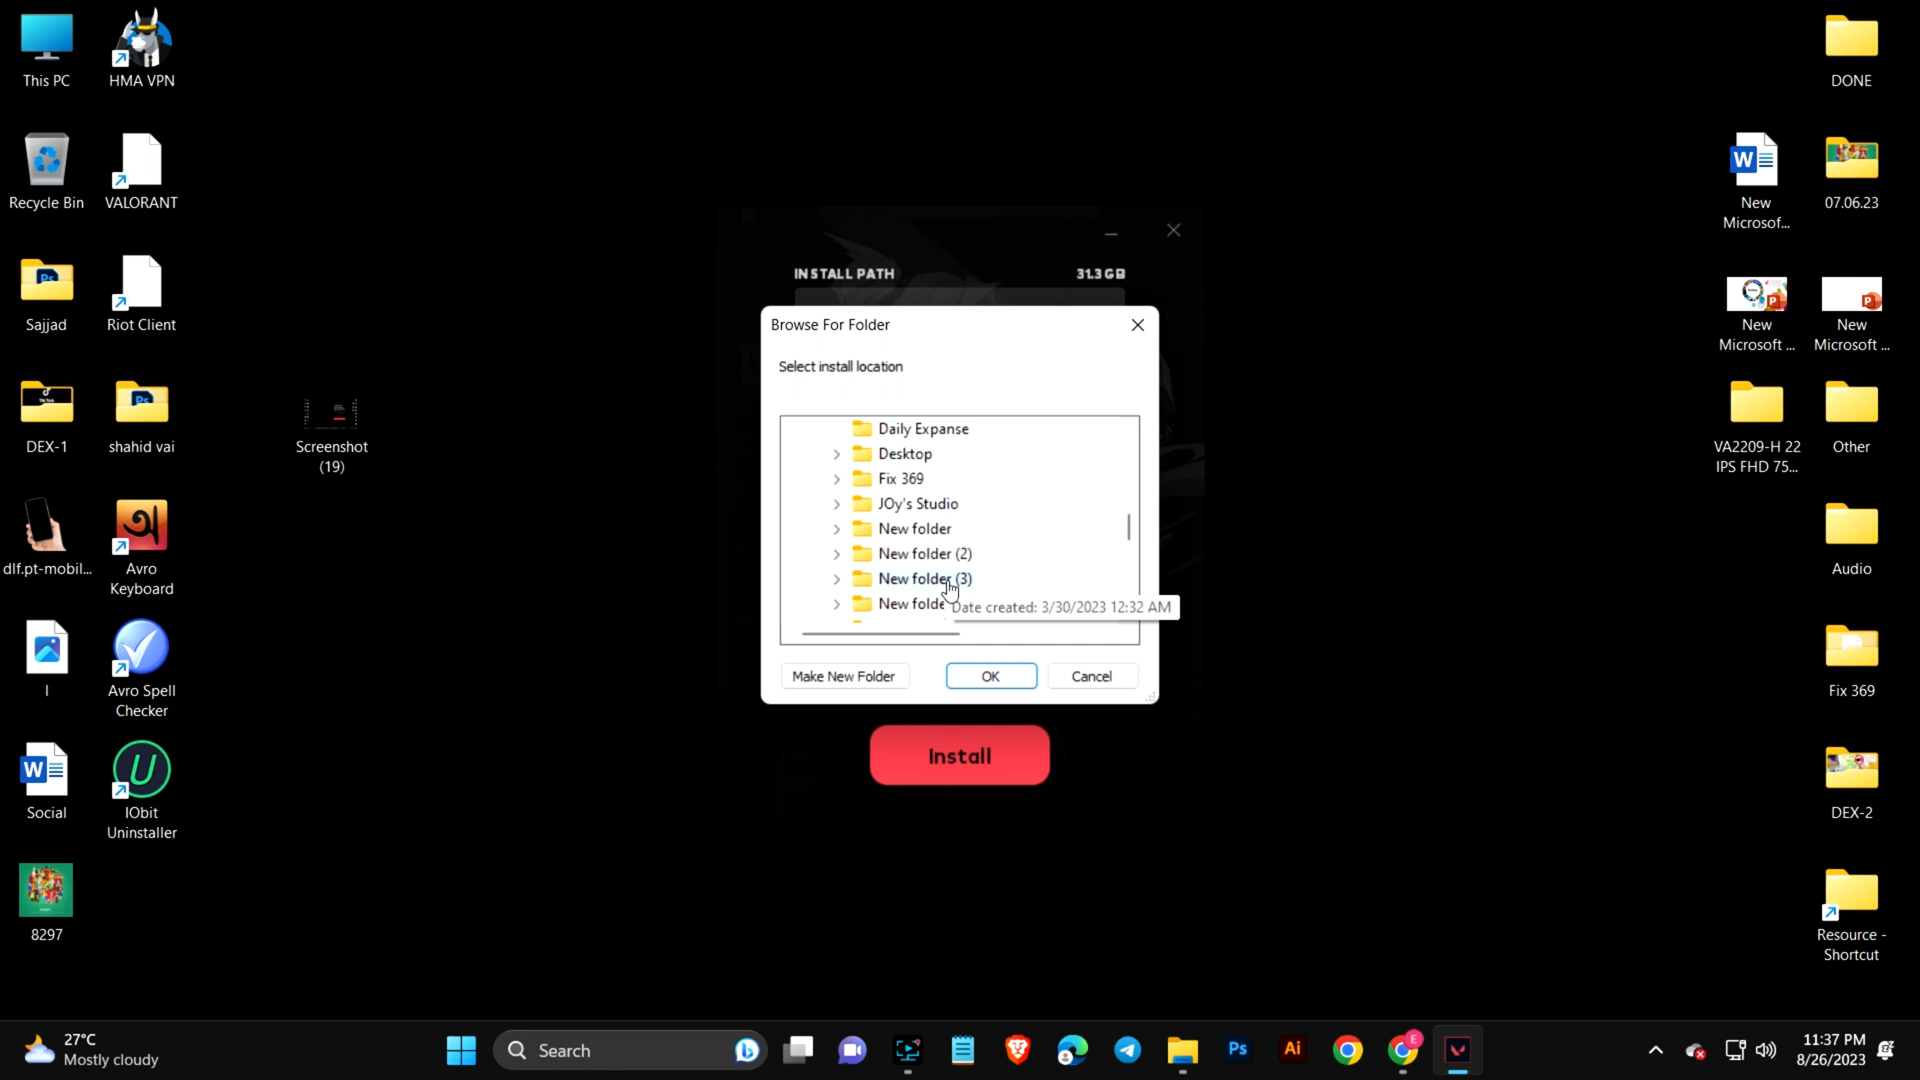 This PC
HMA VPN
Recycle Bin
VALORANT
Sajjad
Riot Client
DEX-1
shahid vai
Screenshot
(19)
dlf.pt-mobil...
Avro
Keyboard
I
Avro Spell
Checker
Social
IObit
Uninstaller
8297
INSTALL PATH
31.3 GB
Browse For Folder
Select install location
Daily Expanse
Desktop
Fix 369
JOy's Studio
New folder
New folder (2)
New folder (3)
New folde
Date created: 3/30/2023 12:32 AM
Make New Folder
OK
Cancel
Install
DONE
New
Microsof...
07.06.23
New
Microsoft ...
New
Microsoft ...
VA2209-H 22
IPS FHD 75...
Other
Audio
Fix 369
DEX-2
Resource -
Shortcut
27°C
Mostly cloudy
Search
Ps
Ai
E
11:37 PM
8/26/2023